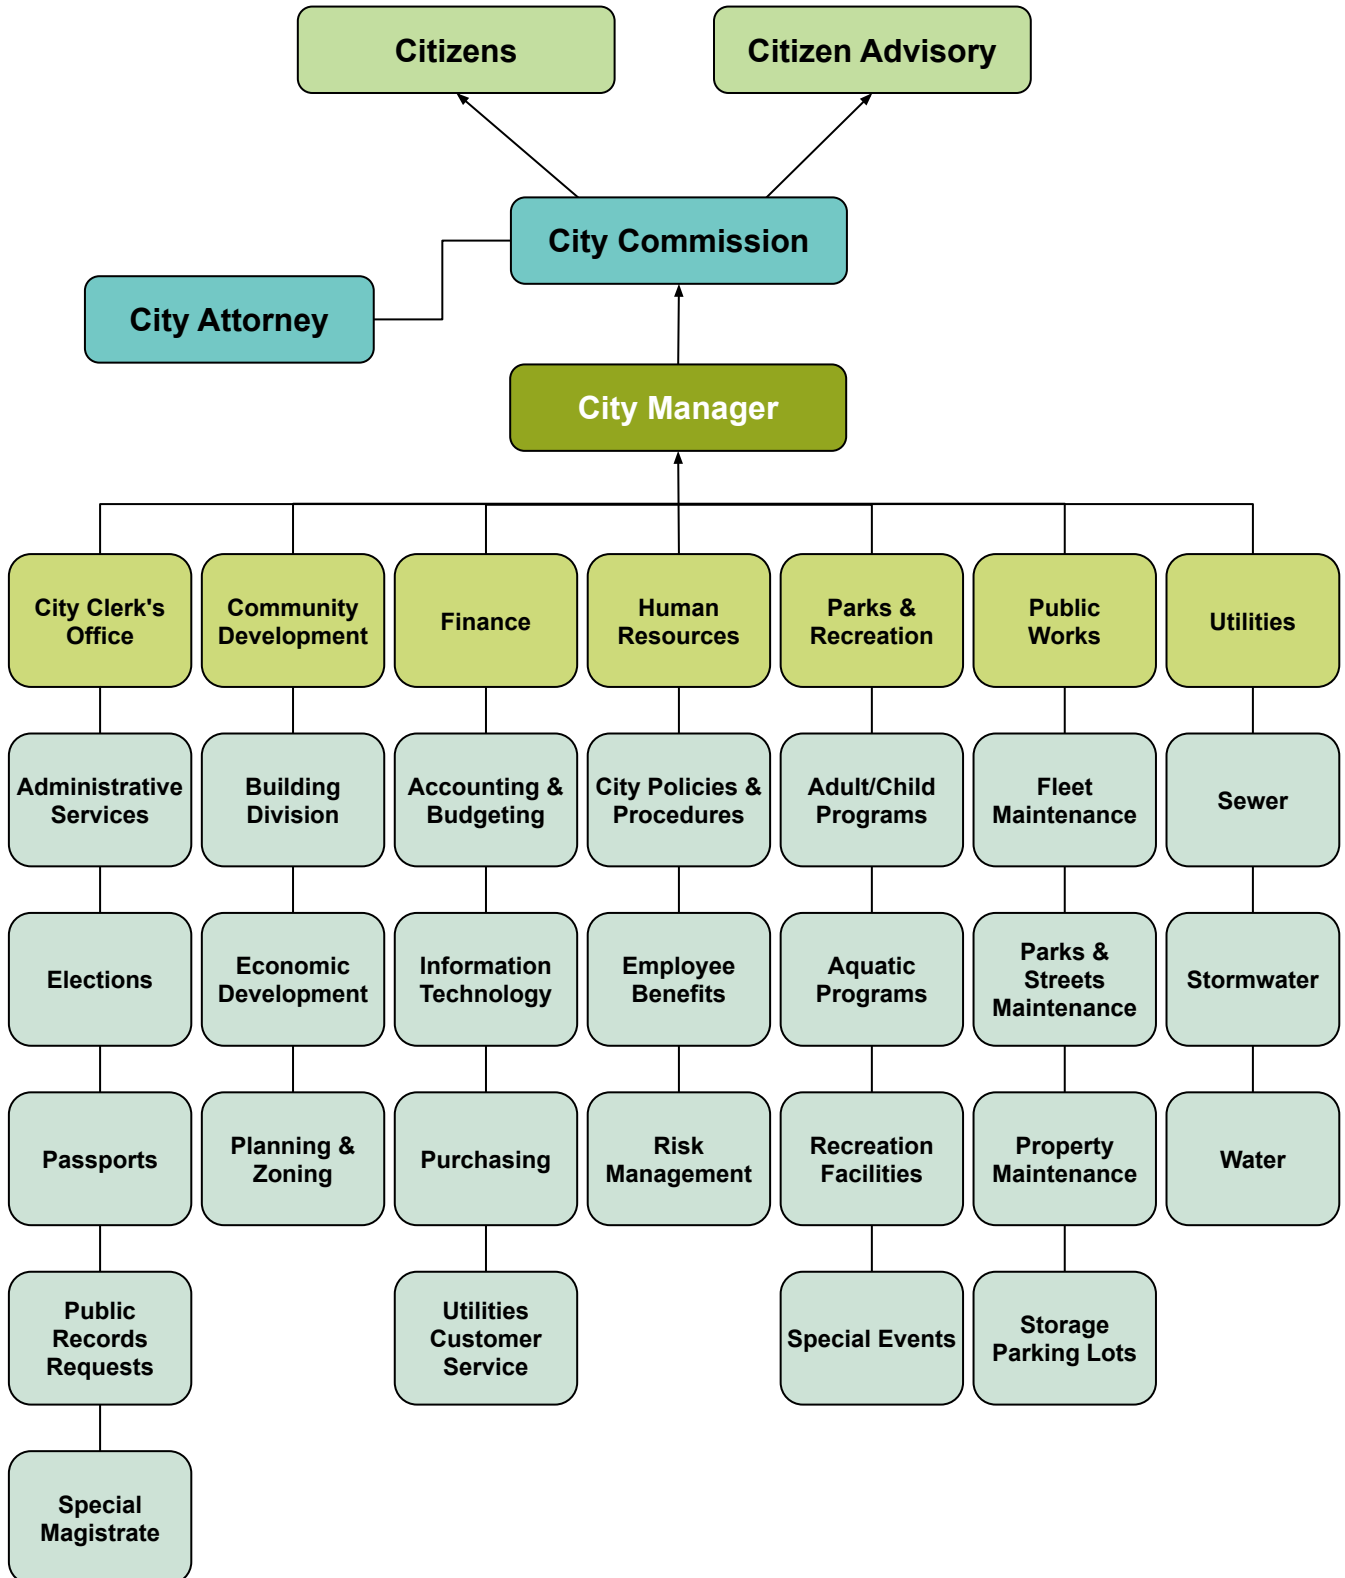 Citizens
Citizen Advisory
City Commission
City Attorney
City Manager
City Clerk's
Office
Community
Development
Finance
Human
Resources
Parks &
Recreation
Public
Works
Utilities
Administrative
Services
Building
Division
Accounting &
Budgeting
City Policies &
Procedures
Adult/Child
Programs
Fleet
Maintenance
Sewer
Elections
Economic
Development
Information
Technology
Employee
Benefits
Aquatic
Programs
Parks &
Streets
Maintenance
Stormwater
Passports
Planning &
Zoning
Purchasing
Risk
Management
Recreation
Facilities
Property
Maintenance
Water
Public
Records
Requests
Utilities
Customer
Service
Special Events
Storage
Parking Lots
Special
Magistrate